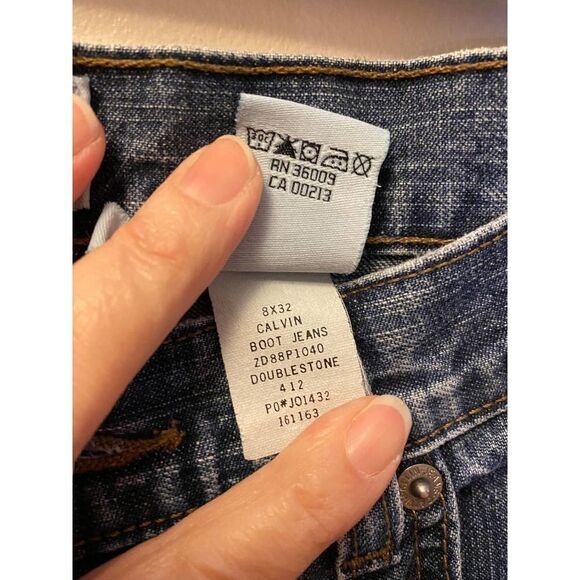 RN 36009
CA 00213
8X32
CALVIN
BOOT JEANS
ZD88P1040
DOUBLESTONE
412
PO#J01432
161163